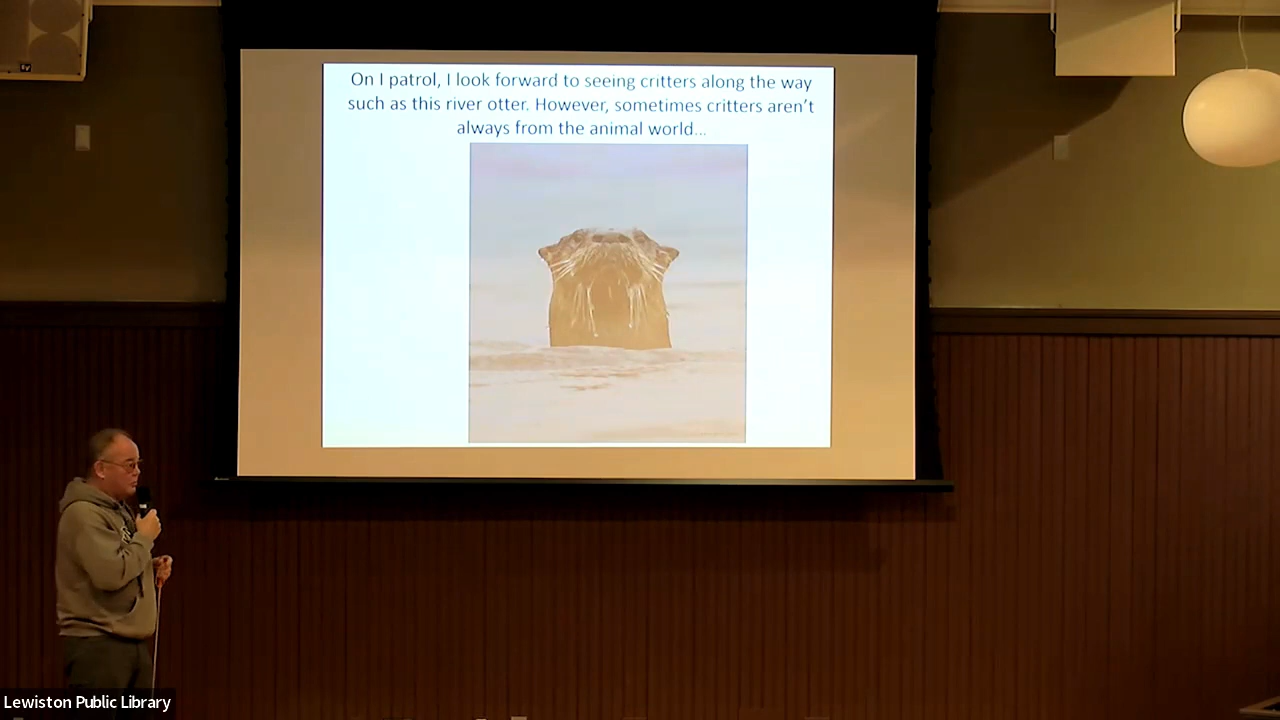 On I patrol, I look forward to seeing critters along the way
such as this river otter. However, sometimes critters aren't
always from the animal world...
Lewiston Public Library